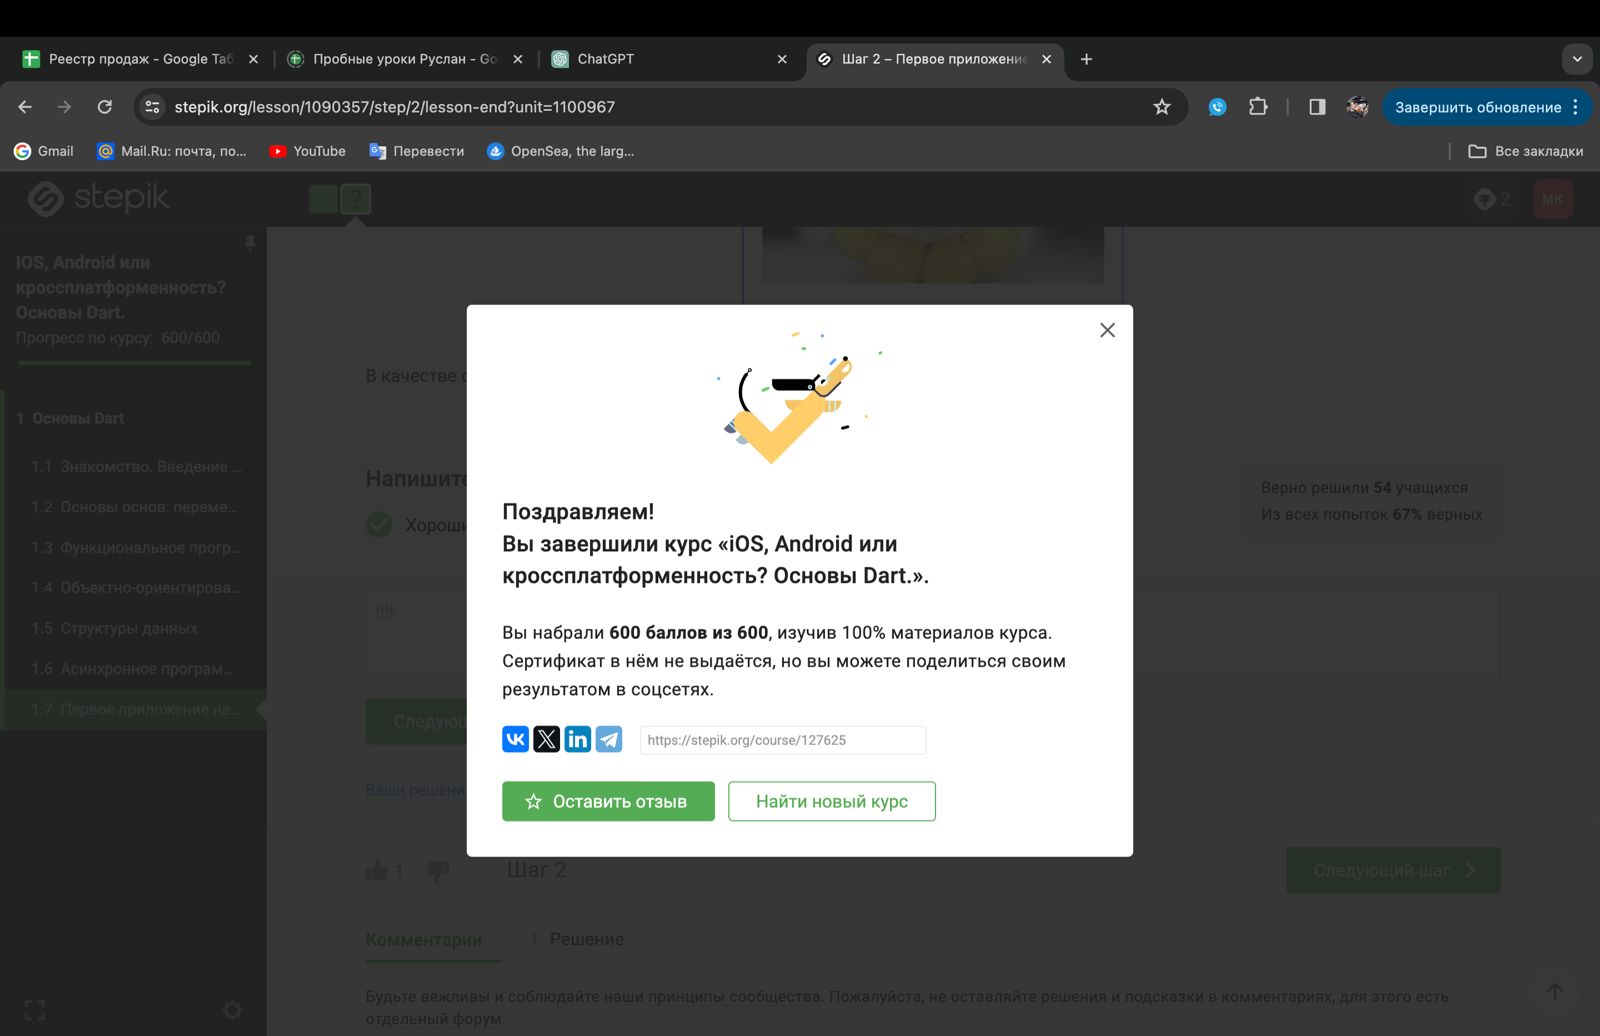 Реестр продаж - Google Таб
Пробные уроки Руслан - Go
ChatGPT
Шаг 2 – Первое приложение
stepik.org/lesson/1090357/step/2/lesson-end?unit=1100967
Завершить обновление
Gmail
Mail.Ru: почта, по...
YouTube
Перевести
OpenSea, the larg...
Все закладки
stepik
?
2
MK
IOS, Android или
кроссплатформенность?
Основы Dart.
Прогресс по курсу: 600/600
1 Основы Dart
1.1 Знакомство. Введение ...
1.2 Основы основ: переме...
1.3 Функциональное прогр...
1.4 Объектно-ориентирова...
1.5 Структуры данных
1.6 Асинхронное програм...
1.7 Первое приложение на...
В качестве
Напишите
Хороши
Верно решили 54 учащихся
Из всех попыток 67% верных
!!!!
Следующ
Ваши решени
Поздравляем!
Вы завершили курс «iOS, Android или
кроссплатформенность? Основы Dart.».
Вы набрали 600 баллов из 600, изучив 100% материалов курса.
Сертификат в нём не выдаётся, но вы можете поделиться своим
результатом в соцсетях.
https://stepik.org/course/127625
Оставить отзыв
Найти новый курс
1
Шаг 2
Следующий шаг
Комментарии
1 Решение
Будьте вежливы и соблюдайте наши принципы сообщества. Пожалуйста, не оставляйте решения и подсказки в комментариях, для этого есть
отдельный форум.